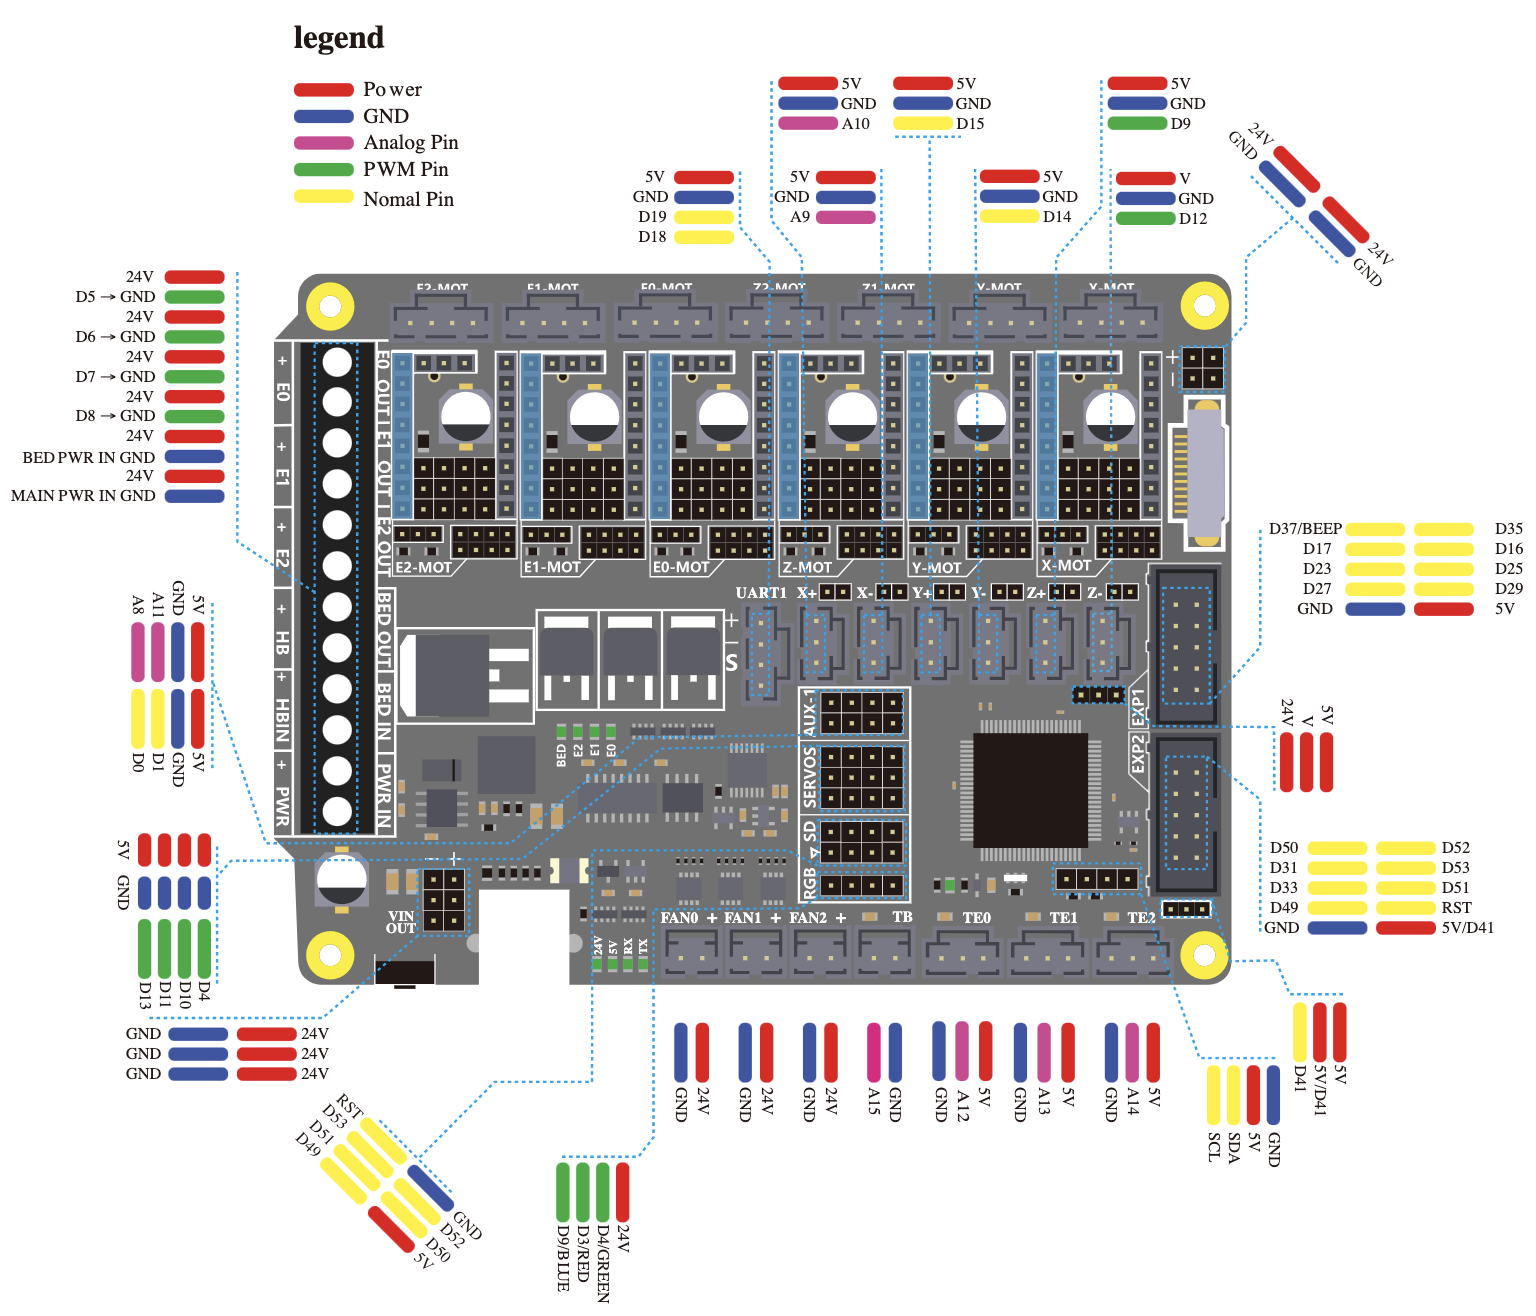 legend
Power
GND
Analog Pin
PWM Pin
Nomal Pin
5V
GND
A10
5V
GND
D15
5V
GND
D9
5V
GND
D19
D18
5V
GND
A9
5V
GND
D14
V
GND
D12
24V
GND
24V
GND
24V
D5 → GND
24V
D6 → GND
24V
D7 → GND
24V
D8 → GND
24V
BED PWR IN GND
24V
MAIN PWR IN GND
E2-MOT
E1-MOT
E0-MOT
Z2-MOT
Z1-MOT
Y-MOT
X-MOT
+ E0
+ E1
+ E2
+ HB
+ HBIN
+ PWR
E0 OUT
E1 OUT
E2 OUT
BED OUT
BED IN
PWR IN
+
−
E2-MOT
E1-MOT
E0-MOT
Z-MOT
Y-MOT
X-MOT
UART1
X+
X-
Y+
Y-
Z+
Z-
+
−
S
D37/BEEP
D35
D17
D16
D23
D25
D27
D29
GND
5V
A8
A11
GND
5V
D0
D1
GND
5V
AUX-1
SERVOS
SD
RGB
EXP1
EXP2
BED
E2
E1
E0
24V
V
5V
5V
GND
D13
D11
D10
D4
D50
D52
D31
D53
D33
D51
D49
RST
GND
5V/D41
− +
VIN
OUT
24V
5V
RX
TX
FAN0 +
FAN1 +
FAN2 +
TB
TE0
TE1
TE2
GND
24V
GND
24V
GND
24V
GND
24V
GND
24V
GND
24V
A15
GND
GND
A12
5V
GND
A13
5V
GND
A14
5V
D41
5V/D41
5V
SCL
SDA
5V
GND
RST
D53
D51
D49
GND
D52
D50
5V
D9/BLUE
D3/RED
D4/GREEN
24V